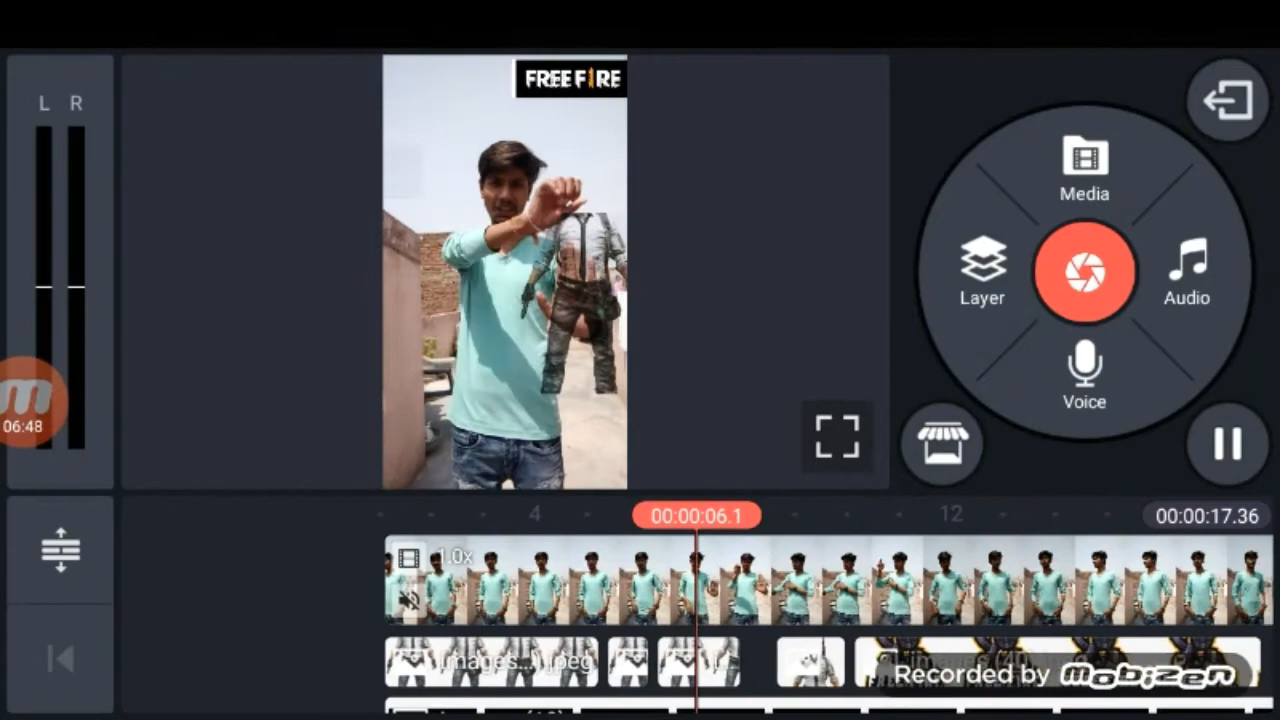 L R
FREE FIRE
Media
Layer
Audio
Voice
06:48
4
12
00:00:06.1
00:00:17.36
1.0x
images...).jpeg
Recorded by mobizen